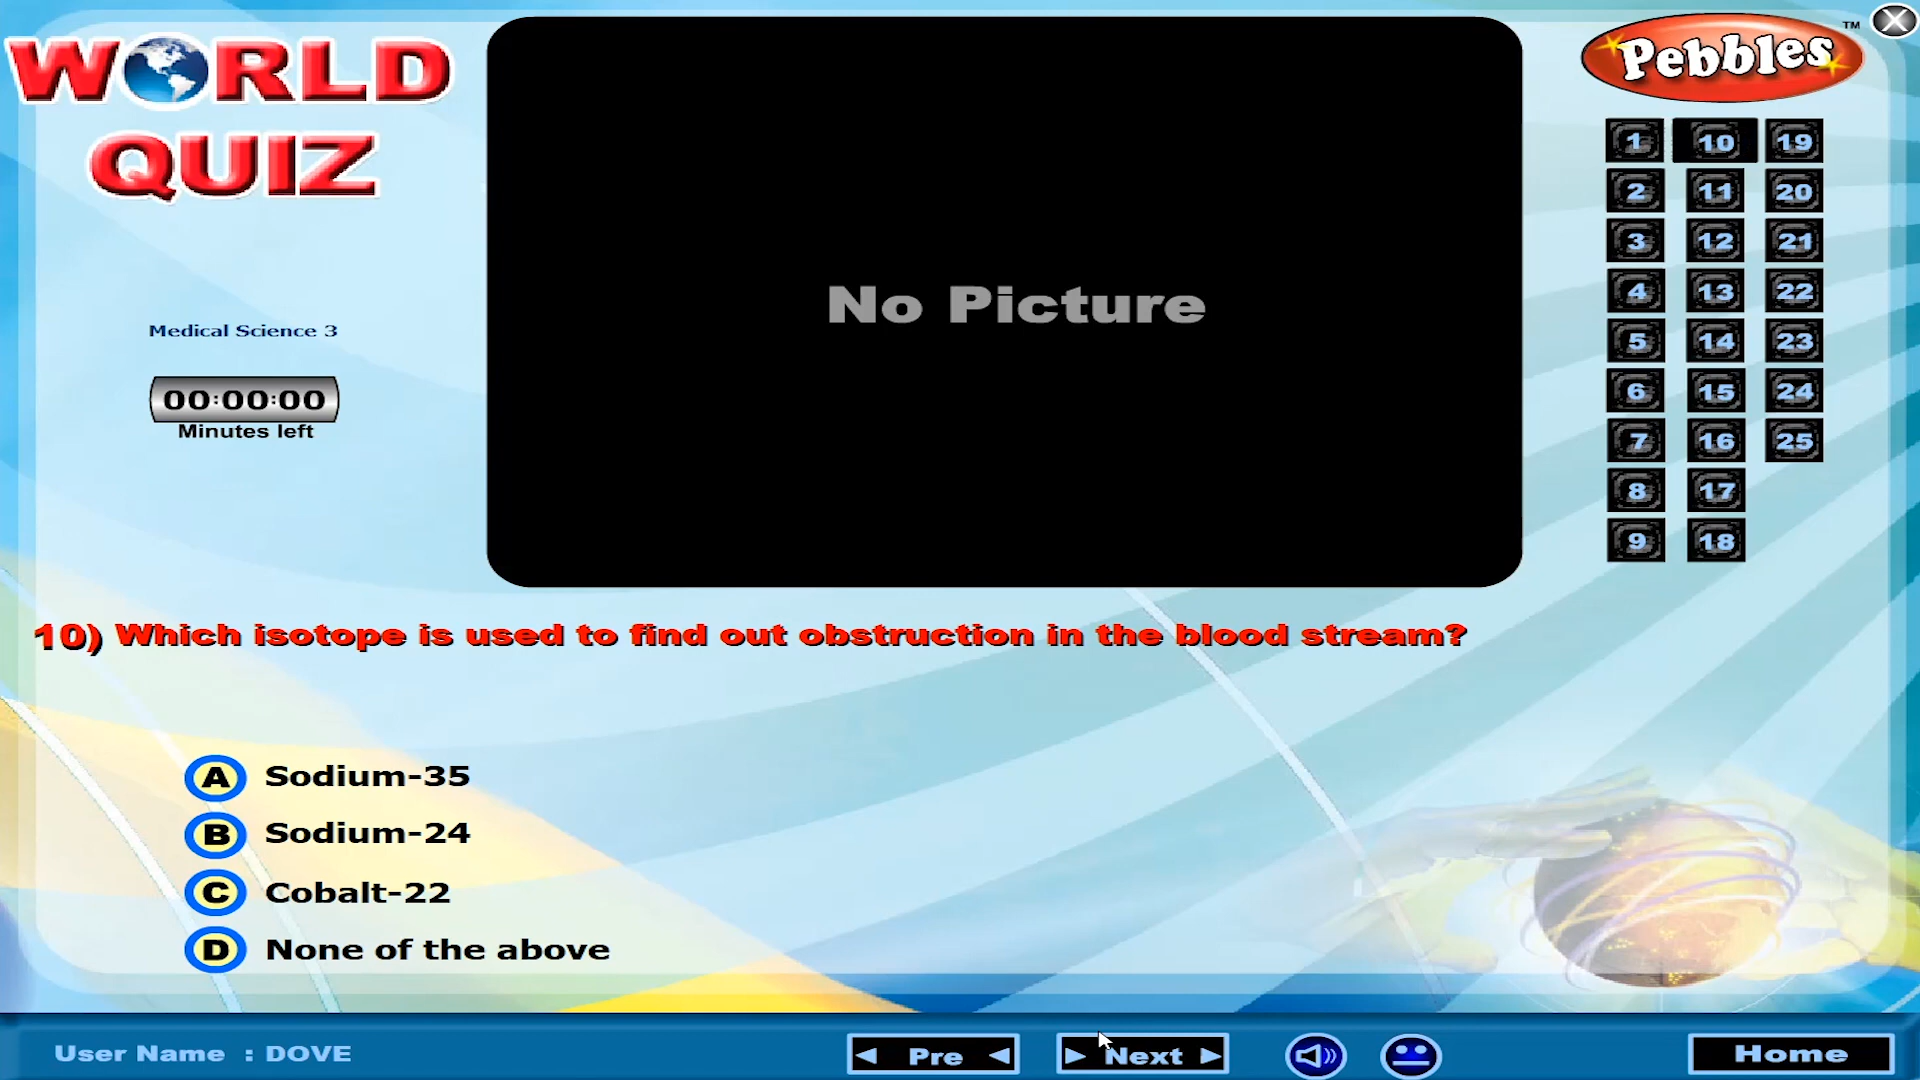 WORLD
QUIZ
Pebbles™
Medical Science 3
00:00:00
Minutes left
No Picture
1 10 19
2 11 20
3 12 21
4 13 22
5 14 23
6 15 24
7 16 25
8 17
9 18
10) Which isotope is used to find out obstruction in the blood stream?
A Sodium-35
B Sodium-24
C Cobalt-22
D None of the above
User Name : DOVE
Pre
Next
Home